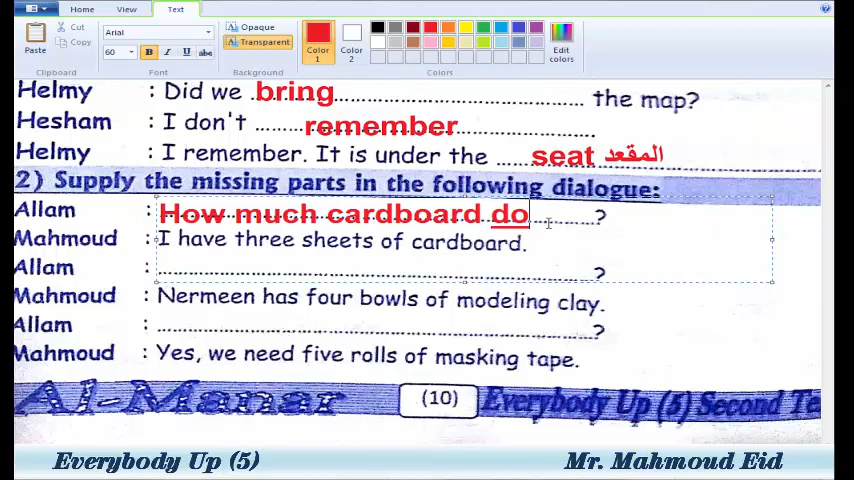 Home View Text
Paste Cut Copy Clipboard
Arial
60 B I U abc
Font
Opaque
Transparent
Background
Color 1 Color 2 Edit colors
Colors
Helmy : Did we bring the map?
Hesham : I don't remember
Helmy : I remember. It is under the seat المقعد
2) Supply the missing parts in the following dialogue:
Allam : How much cardboard do ?
Mahmoud : I have three sheets of cardboard.
Allam : ?
Mahmoud : Nermeen has four bowls of modeling clay.
Allam : ?
Mahmoud : Yes, we need five rolls of masking tape.
Al-Manar (10) Everybody Up (5) Second Te
Everybody Up (5) Mr. Mahmoud Eid